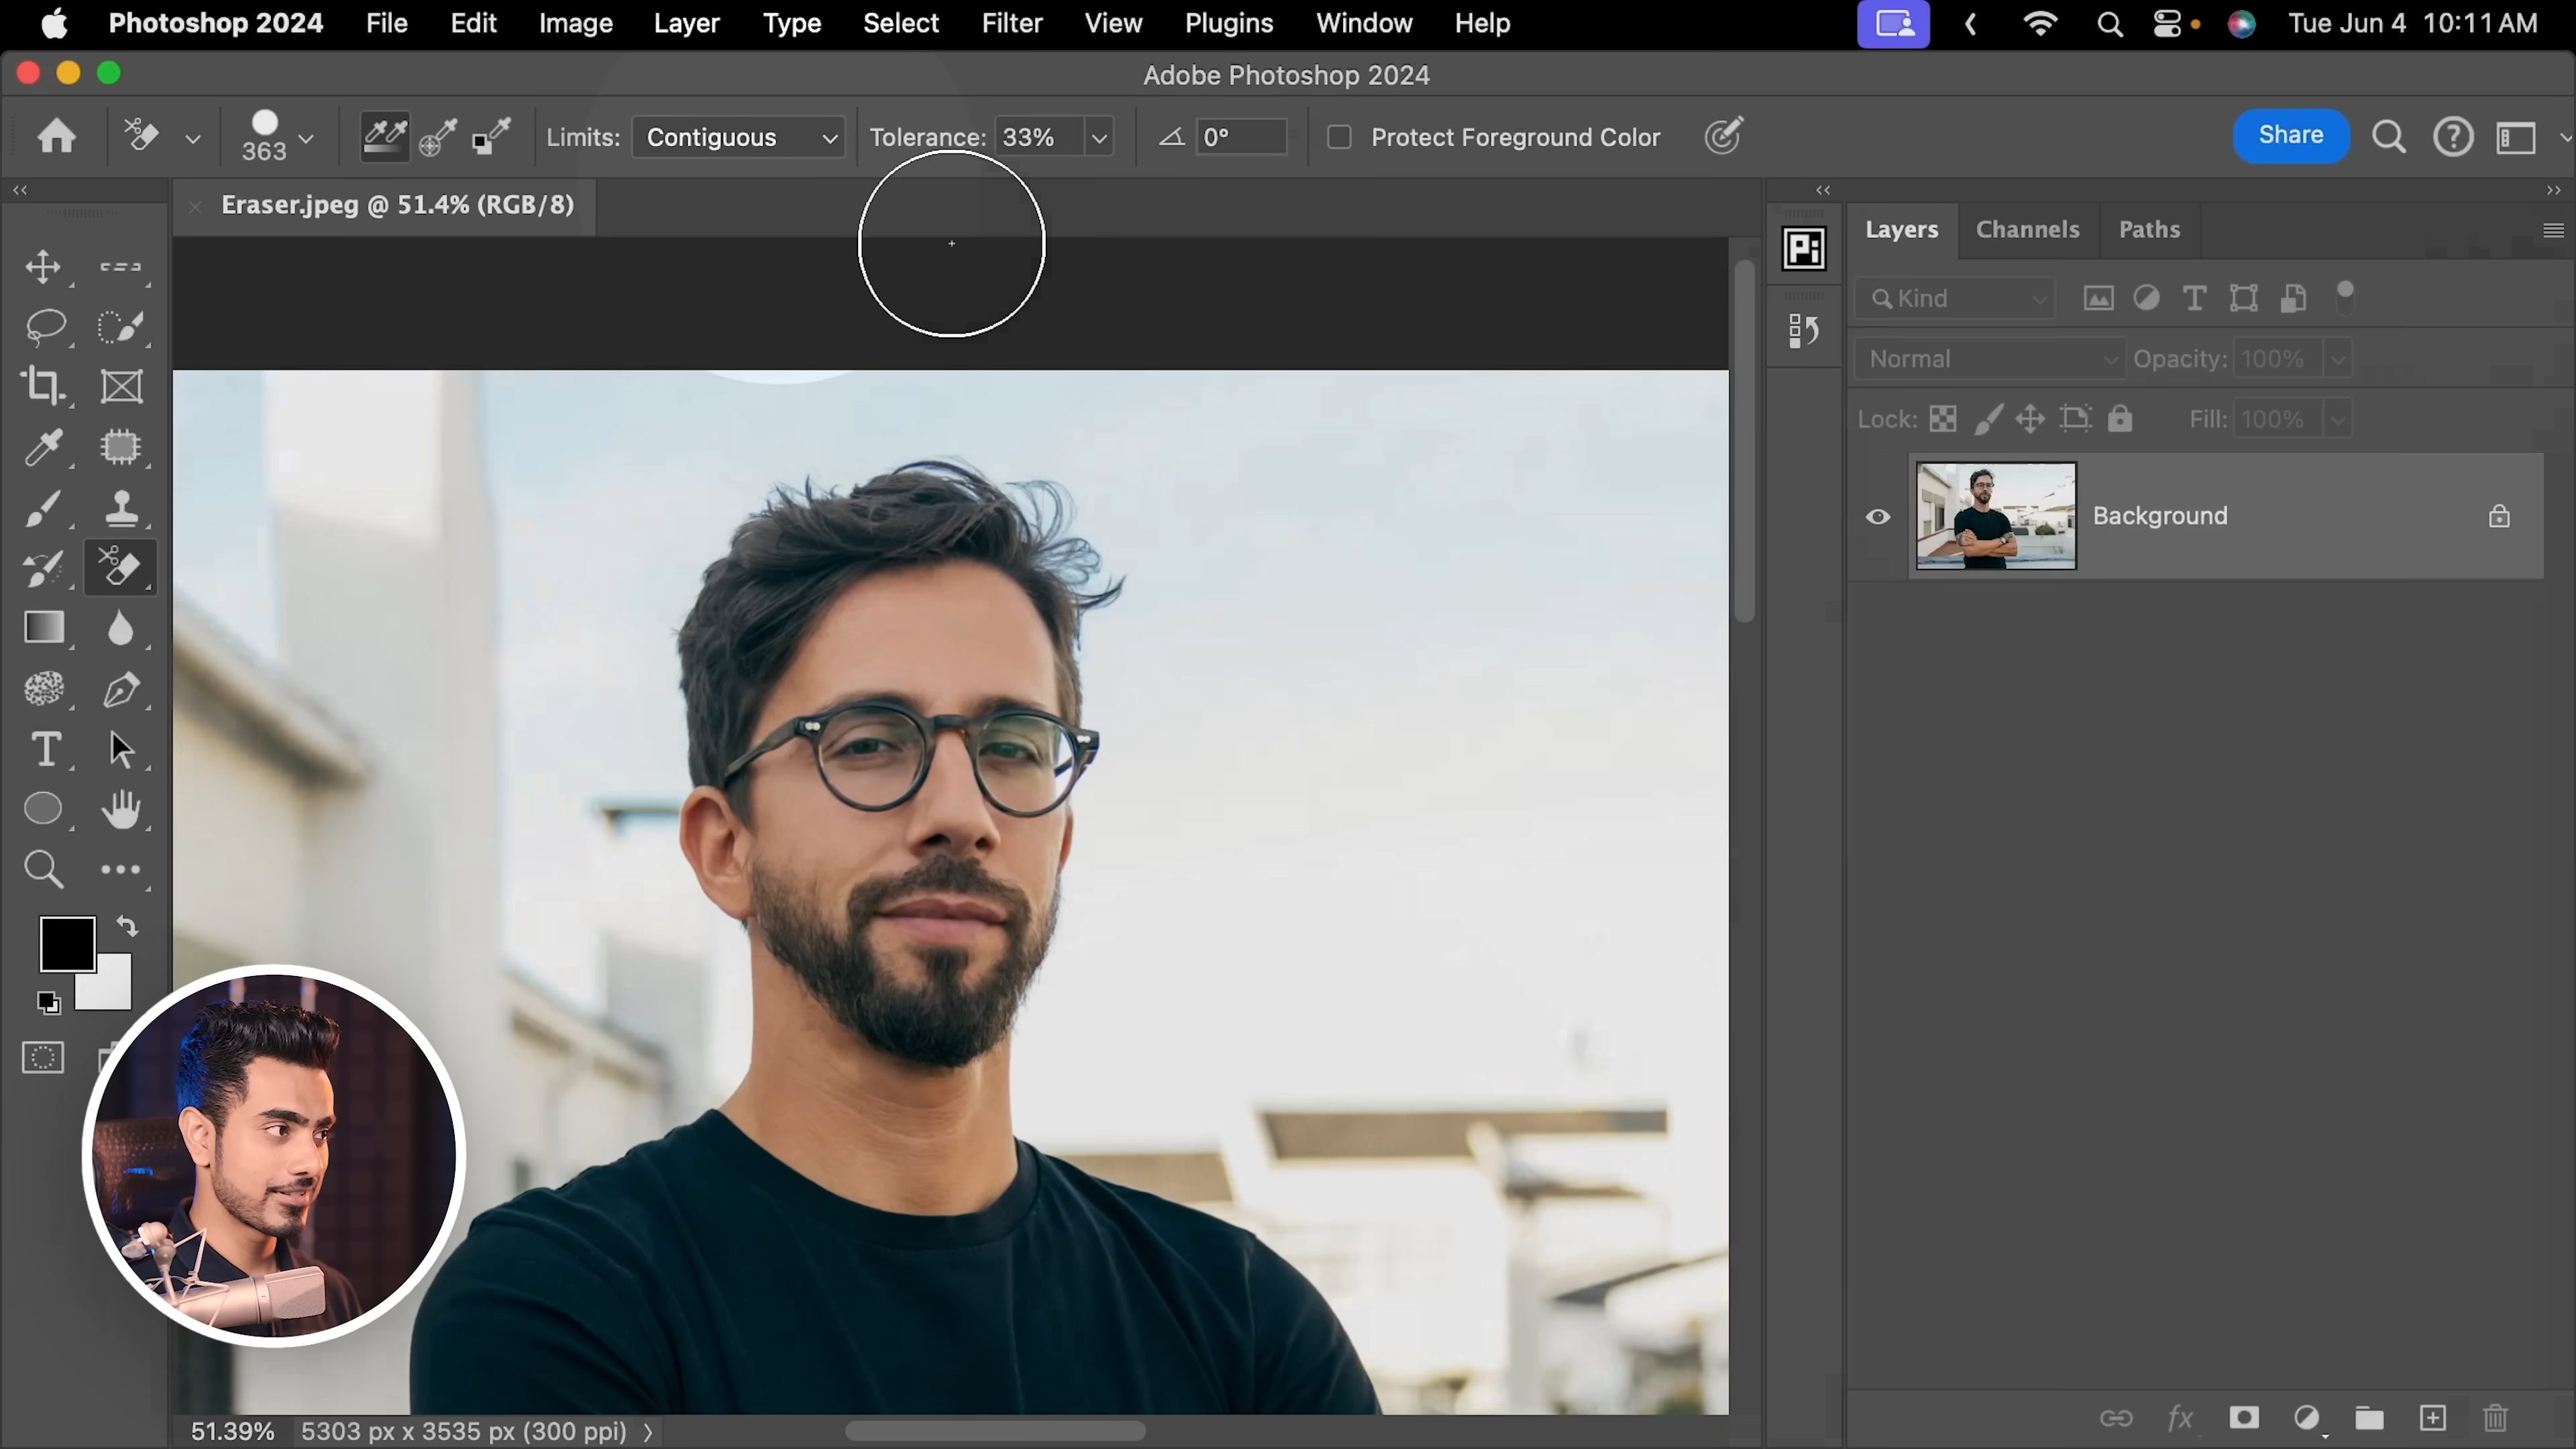 Photoshop 2024 File Edit Image Layer Type Select Filter View Plugins Window Help Tue Jun 4 10:11 AM
Adobe Photoshop 2024
363 Limits: Contiguous Tolerance: 33% 0° Protect Foreground Color Share
Eraser.jpeg @ 51.4% (RGB/8)
Pi
Layers Channels Paths
Kind
Normal Opacity: 100%
Lock: Fill: 100%
Background
51.39% 5303 px x 3535 px (300 ppi)
fx